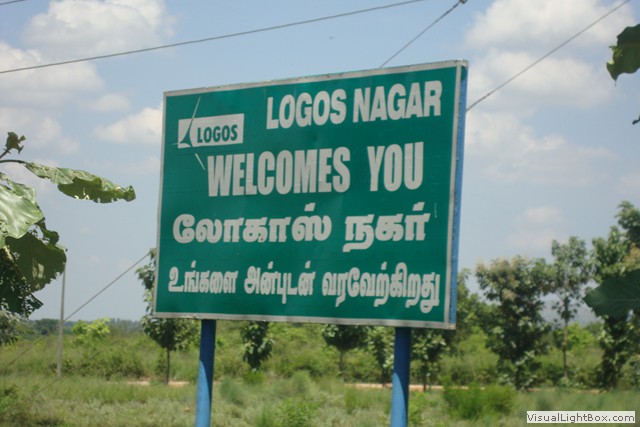 LOGOS
LOGOS NAGAR
WELCOMES YOU
லோகாஸ் நகர்
உங்களை அன்புடன் வரவேற்கிறது
VisualLightBox.com